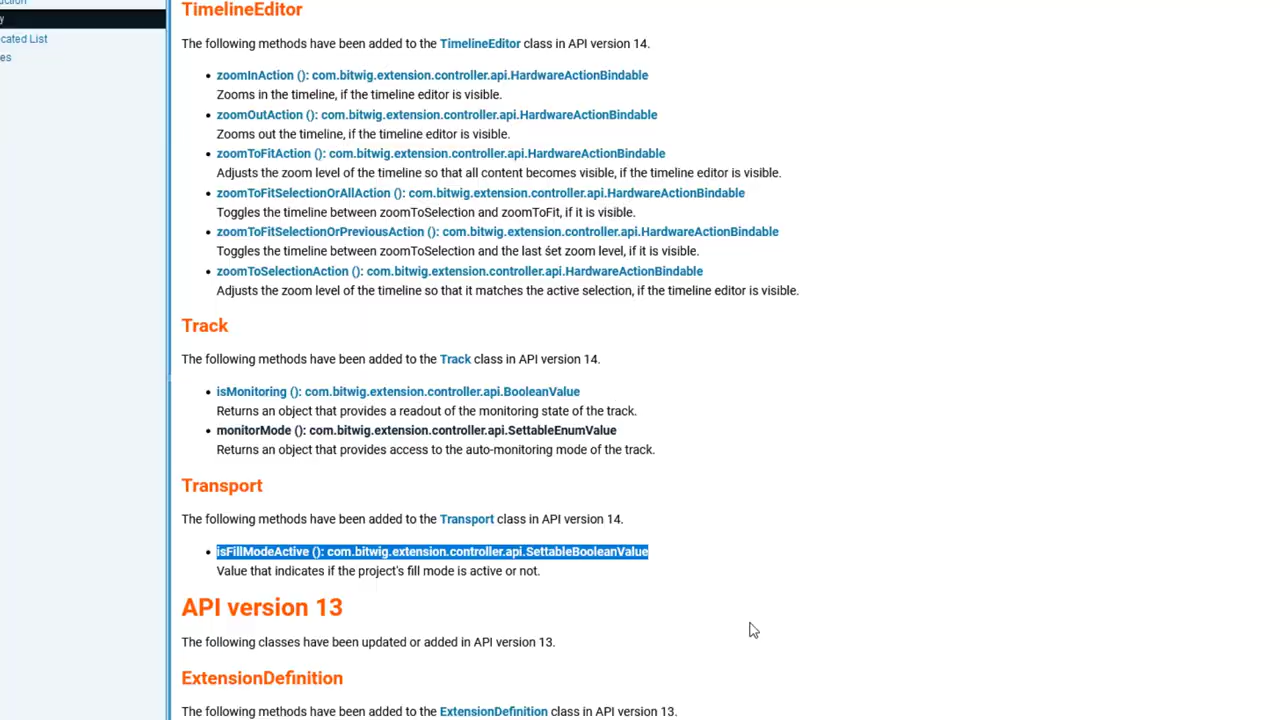 TimelineEditor
cated List
The following methods have been added to the TimelineEditor class in API version 14.
• zoomInAction (): com.bitwig.extension.controller.api.HardwareActionBindable
Zooms in the timeline, if the timeline editor is visible.
• zoomOutAction (): com.bitwig.extension.controller.api.HardwareActionBindable
Zooms out the timeline, if the timeline editor is visible.
• zoomToFitAction (): com.bitwig.extension.controller.api.HardwareActionBindable
Adjusts the zoom level of the timeline so that all content becomes visible, if the timeline editor is visible.
• zoomToFitSelectionOrAllAction (): com.bitwig.extension.controller.api.HardwareActionBindable
Toggles the timeline between zoomToSelection and zoomToFit, if it is visible.
• zoomToFitSelectionOrPreviousAction (): com.bitwig.extension.controller.api.HardwareActionBindable
Toggles the timeline between zoomToSelection and the last set zoom level, if it is visible.
• zoomToSelectionAction (): com.bitwig.extension.controller.api.HardwareActionBindable
Adjusts the zoom level of the timeline so that it matches the active selection, if the timeline editor is visible.
Track
The following methods have been added to the Track class in API version 14.
• isMonitoring (): com.bitwig.extension.controller.api.BooleanValue
Returns an object that provides a readout of the monitoring state of the track.
• monitorMode (): com.bitwig.extension.controller.api.SettableEnumValue
Returns an object that provides access to the auto-monitoring mode of the track.
Transport
The following methods have been added to the Transport class in API version 14.
• isFillModeActive (): com.bitwig.extension.controller.api.SettableBooleanValue
Value that indicates if the project's fill mode is active or not.
API version 13
The following classes have been updated or added in API version 13.
ExtensionDefinition
The following methods have been added to the ExtensionDefinition class in API version 13.